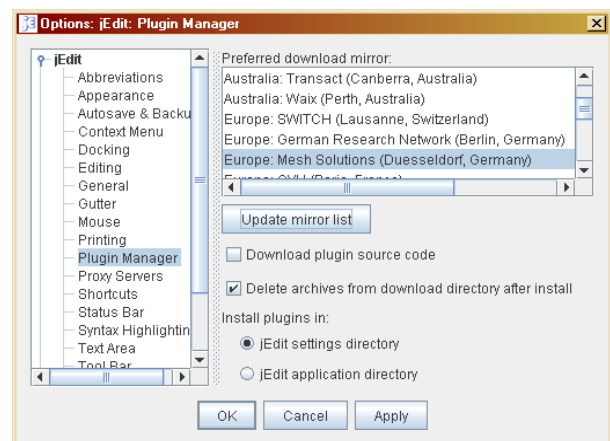 Options: jEdit: Plugin Manager
jEdit
Abbreviations
Appearance
Autosave & Backu
Context Menu
Docking
Editing
General
Gutter
Mouse
Printing
Plugin Manager
Proxy Servers
Shortcuts
Status Bar
Syntax Highlightin
Text Area
Tool Bar
Preferred download mirror:
Australia: Transact (Canberra, Australia)
Australia: Waix (Perth, Australia)
Europe: SWITCH (Lausanne, Switzerland)
Europe: German Research Network (Berlin, Germany)
Europe: Mesh Solutions (Duesseldorf, Germany)
Update mirror list
Download plugin source code
Delete archives from download directory after install
Install plugins in:
jEdit settings directory
jEdit application directory
OK Cancel Apply